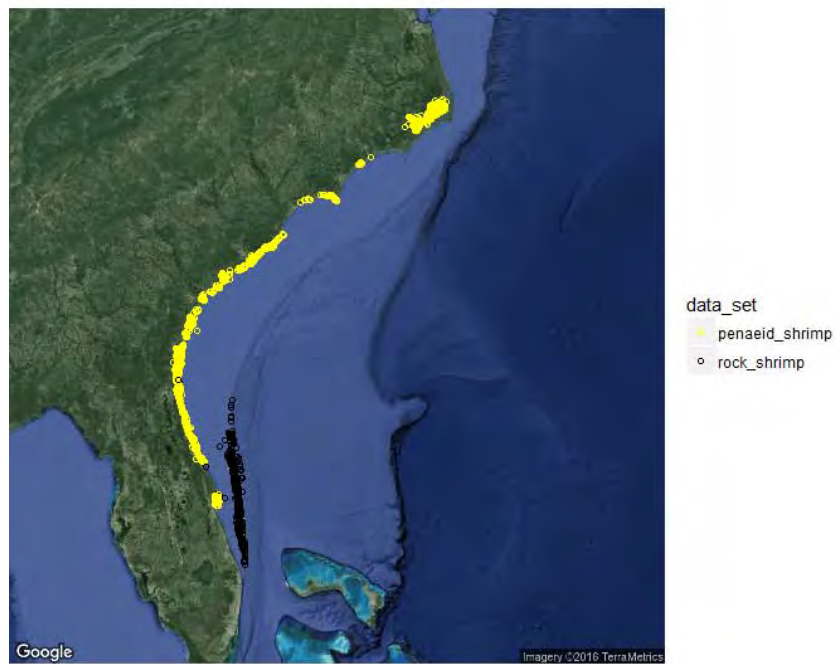 data_set
penaeid_shrimp
rock_shrimp
Google
Imagery ©2016 TerraMetrics